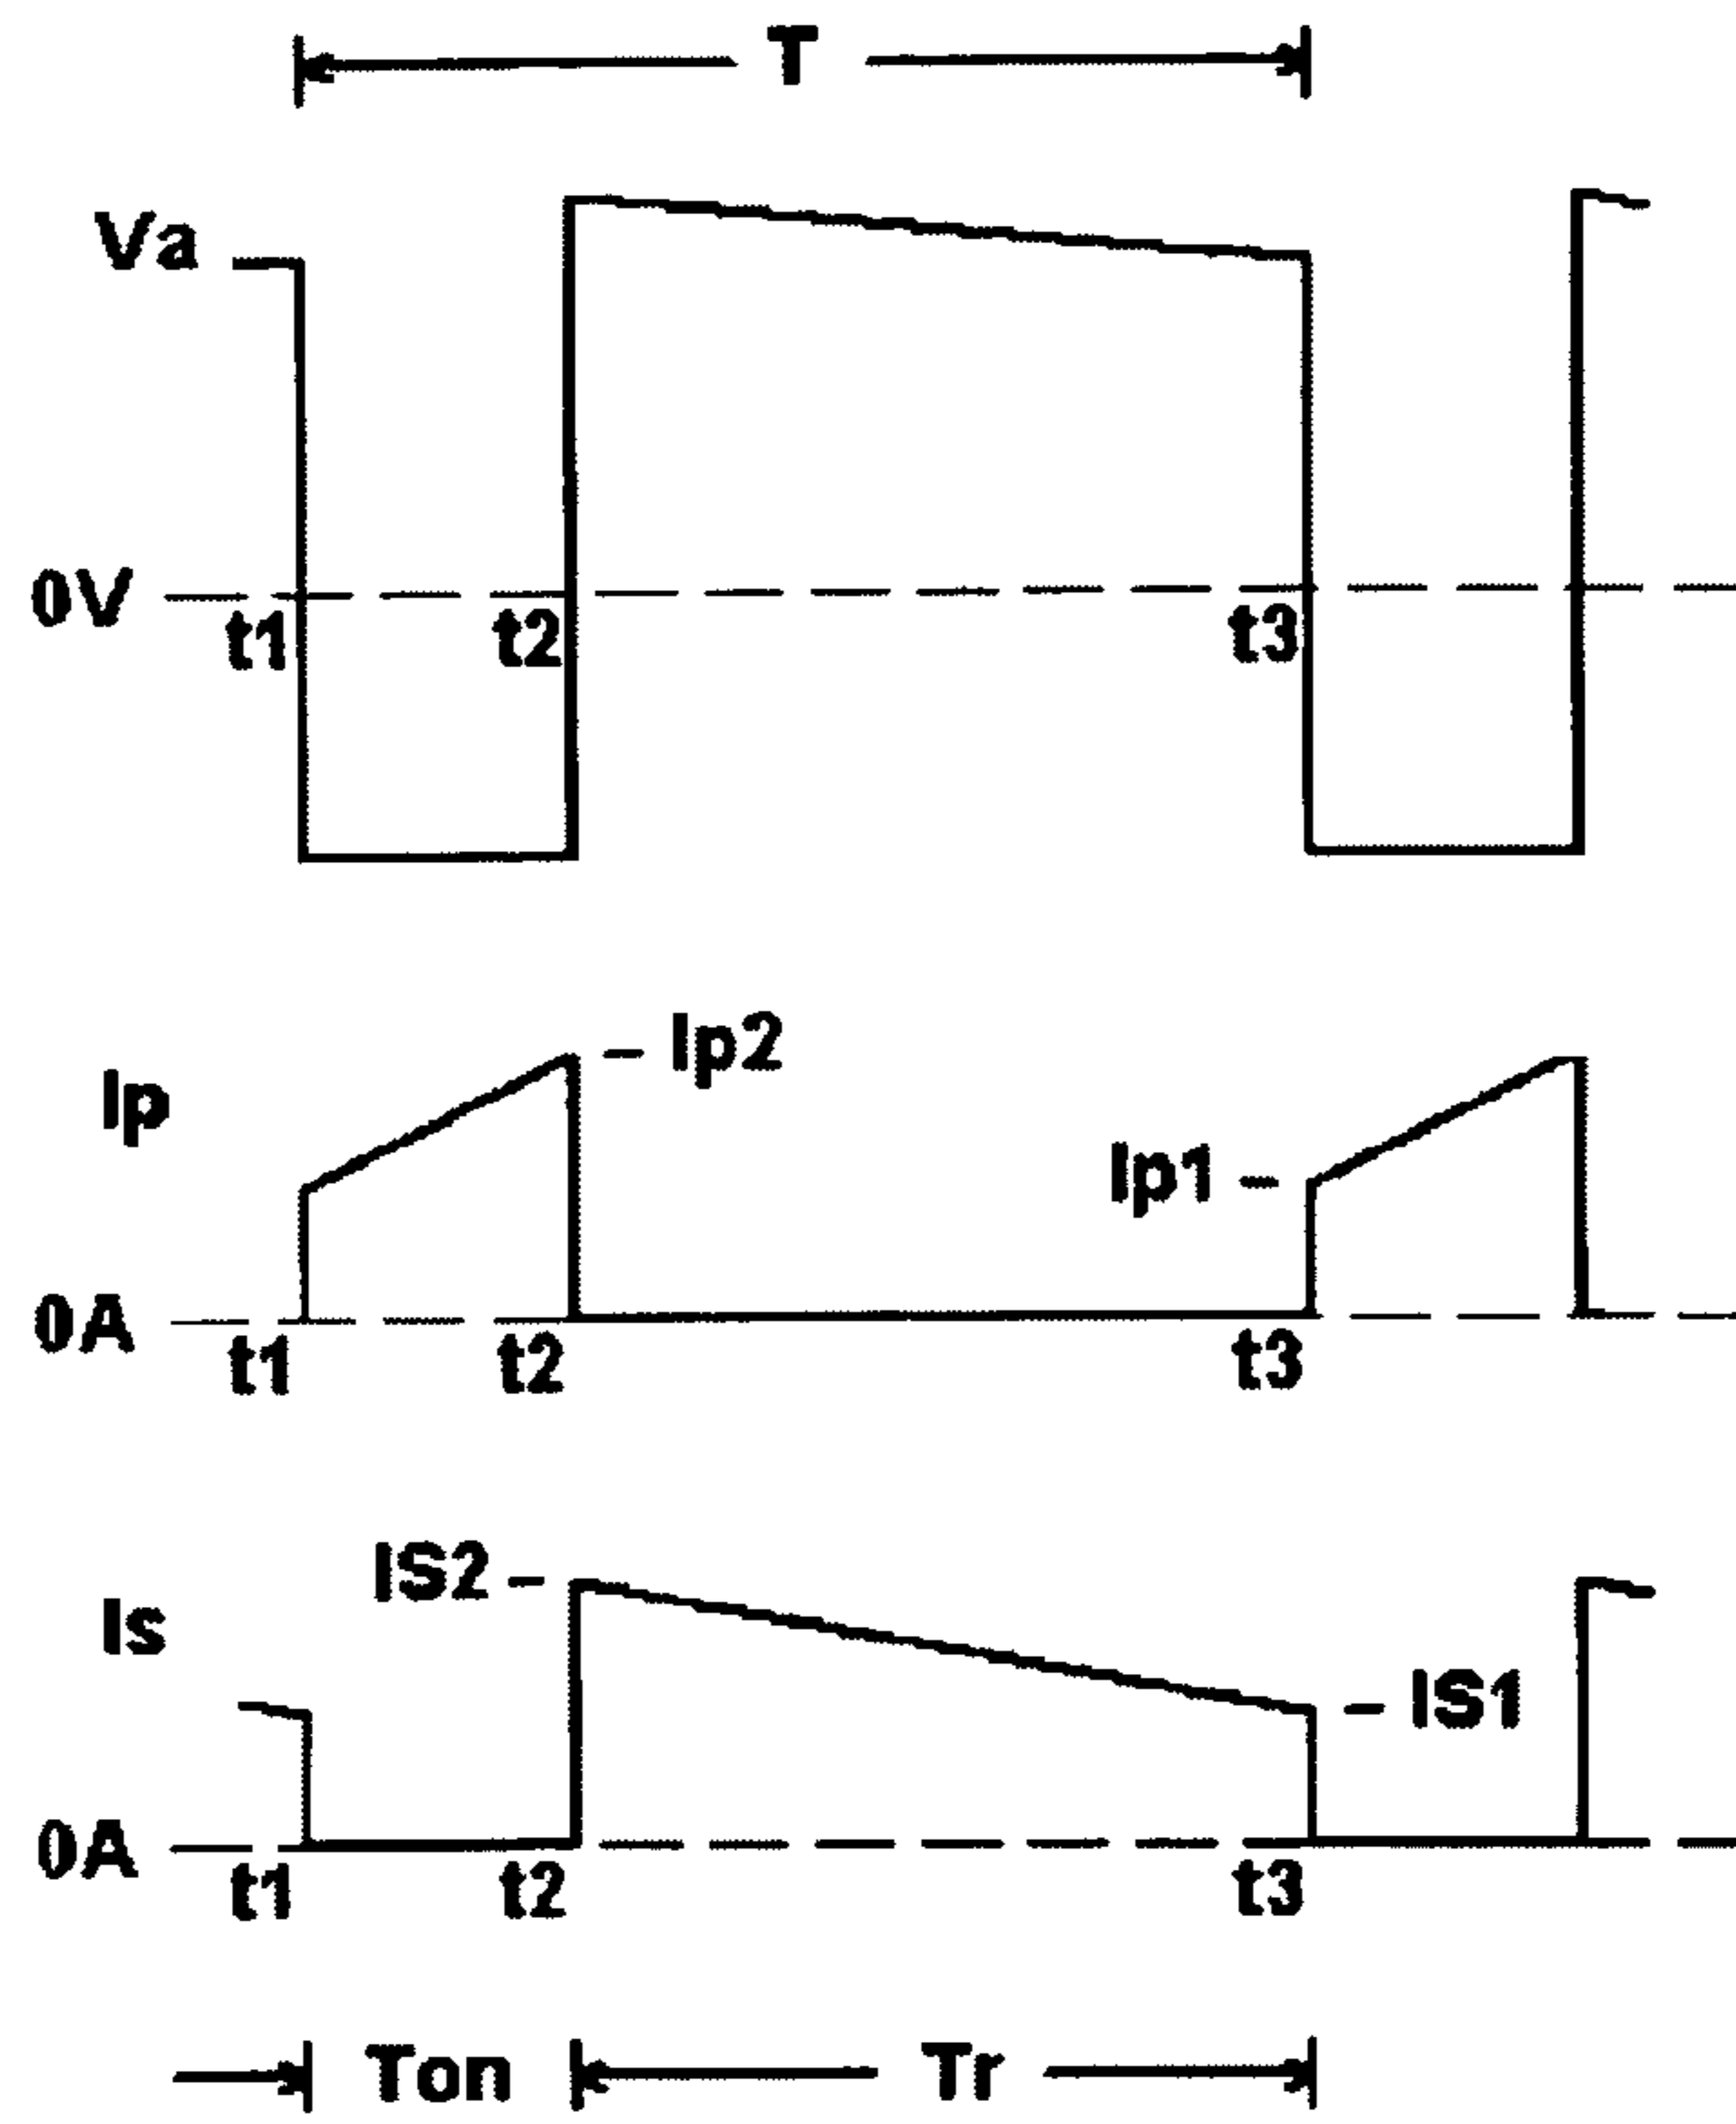 T
Va
0V
t1 t2 t3
Ip2
Ip
Ip1
0A
t1 t2 t3
IS2
Is
IS1
0A
t1 t2 t3
Ton Tr